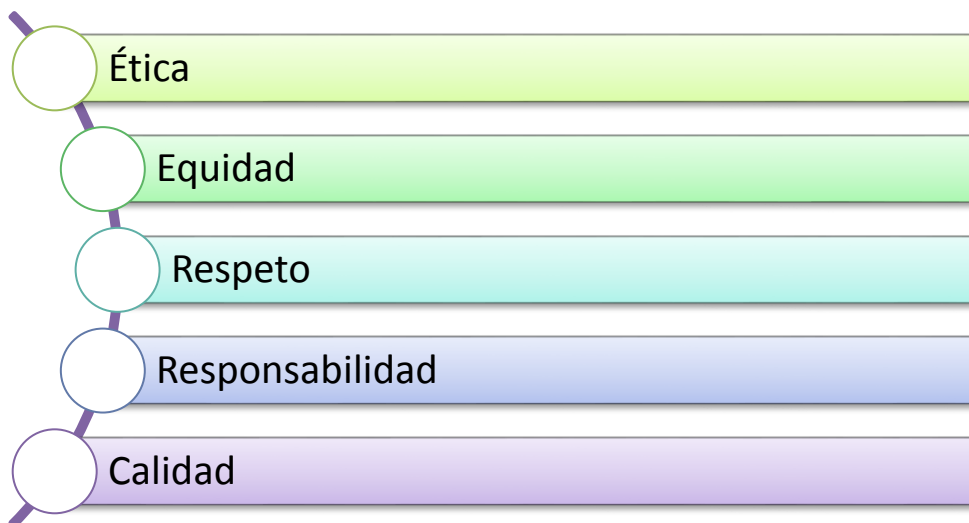 Ética
Equidad
Respeto
Responsabilidad
Calidad